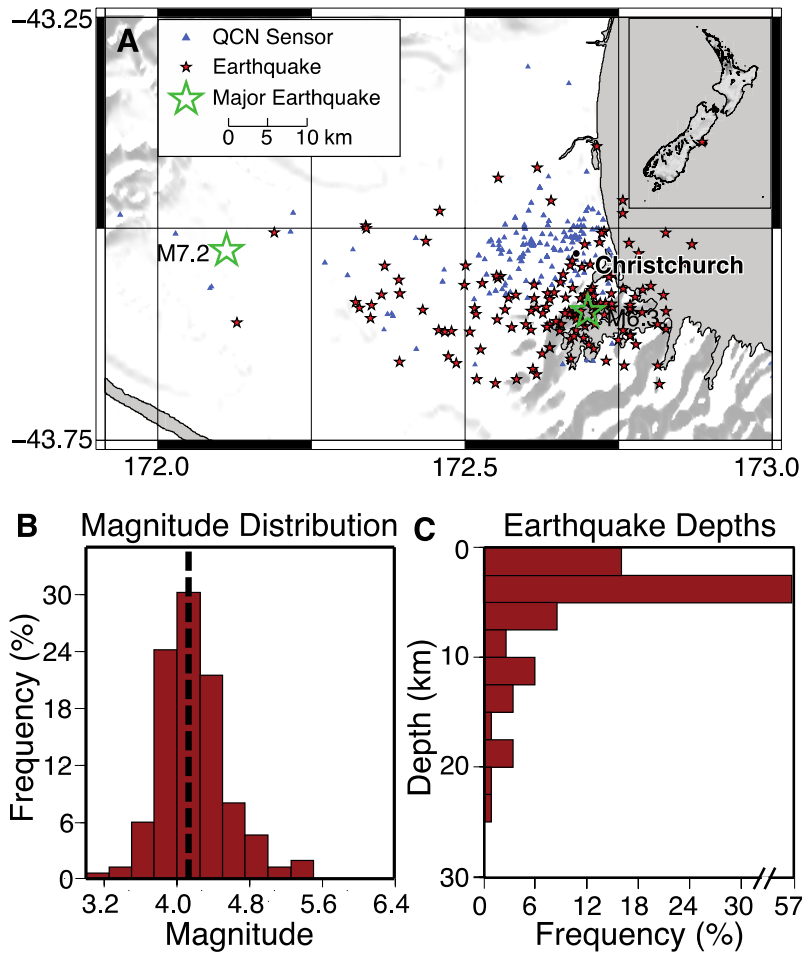 −43.25
A
QCN Sensor
Earthquake
Major Earthquake
0 5 10 km
M7.2
Christchurch
M6.3
−43.75
172.0 172.5 173.0
B Magnitude Distribution
Frequency (%)
30
24
18
12
6
0
3.2 4.0 4.8 5.6 6.4
Magnitude
C Earthquake Depths
Depth (km)
0
10
20
30
0 6 12 18 24 30 57
Frequency (%)